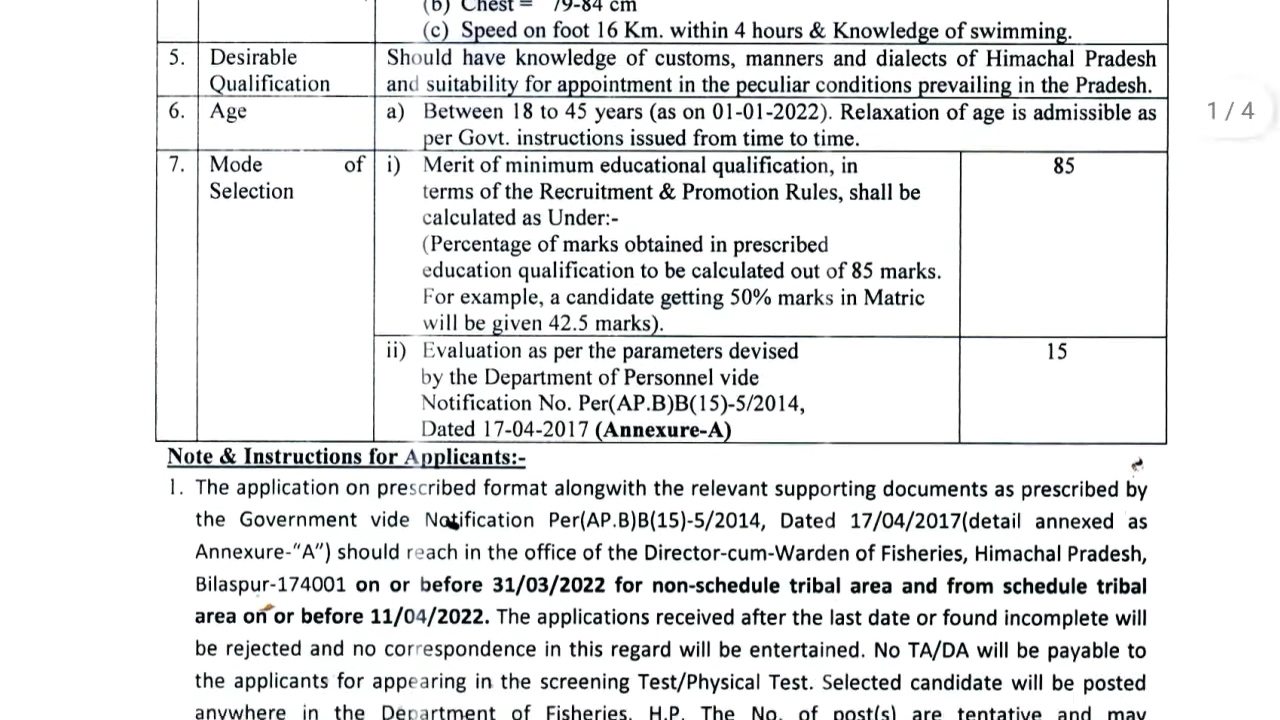 (b) Chest = 79-84 cm
(c) Speed on foot 16 Km. within 4 hours & Knowledge of swimming.
5. Desirable Qualification
Should have knowledge of customs, manners and dialects of Himachal Pradesh
and suitability for appointment in the peculiar conditions prevailing in the Pradesh.
6. Age
a) Between 18 to 45 years (as on 01-01-2022). Relaxation of age is admissible as
per Govt. instructions issued from time to time.
1 / 4
7. Mode of Selection
i) Merit of minimum educational qualification, in
terms of the Recruitment & Promotion Rules, shall be
calculated as Under:-
(Percentage of marks obtained in prescribed
education qualification to be calculated out of 85 marks.
For example, a candidate getting 50% marks in Matric
will be given 42.5 marks).
85
ii) Evaluation as per the parameters devised
by the Department of Personnel vide
Notification No. Per(AP.B)B(15)-5/2014,
Dated 17-04-2017 (Annexure-A)
15
Note & Instructions for Applicants:-
1. The application on prescribed format alongwith the relevant supporting documents as prescribed by
the Government vide Notification Per(AP.B)B(15)-5/2014, Dated 17/04/2017(detail annexed as
Annexure-“A”) should reach in the office of the Director-cum-Warden of Fisheries, Himachal Pradesh,
Bilaspur-174001 on or before 31/03/2022 for non-schedule tribal area and from schedule tribal
area on or before 11/04/2022. The applications received after the last date or found incomplete will
be rejected and no correspondence in this regard will be entertained. No TA/DA will be payable to
the applicants for appearing in the screening Test/Physical Test. Selected candidate will be posted
anywhere in the Department of Fisheries, H.P. The No. of post(s) are tentative and may